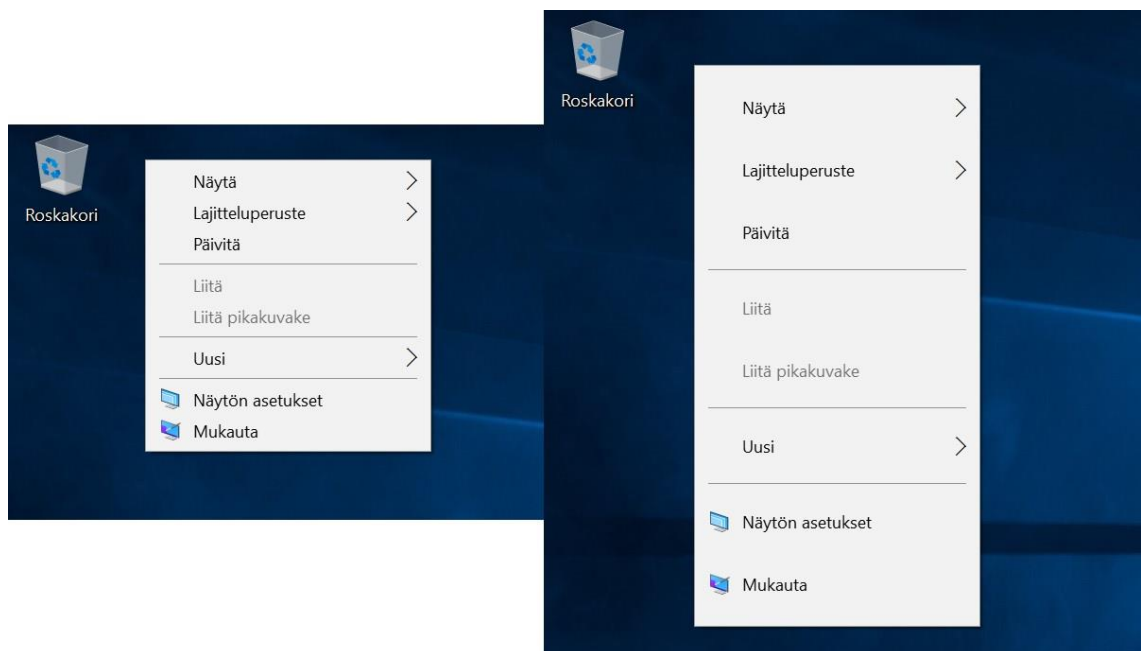 Roskakori
Näytä
Lajitteluperuste
Päivitä
Liitä
Liitä pikakuvake
Uusi
Näytön asetukset
Mukauta
Roskakori
Näytä
Lajitteluperuste
Päivitä
Liitä
Liitä pikakuvake
Uusi
Näytön asetukset
Mukauta